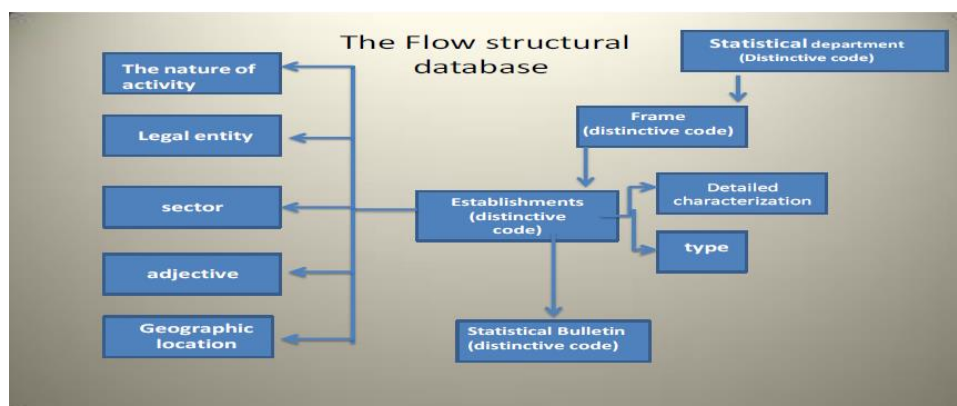 The Flow structural
database
Statistical department
(Distinctive code)
The nature of
activity
Frame
(distinctive code)
Legal entity
Detailed
characterization
Establishments
(distinctive
code)
sector
type
adjective
Geographic
location
Statistical Bulletin
(distinctive code)